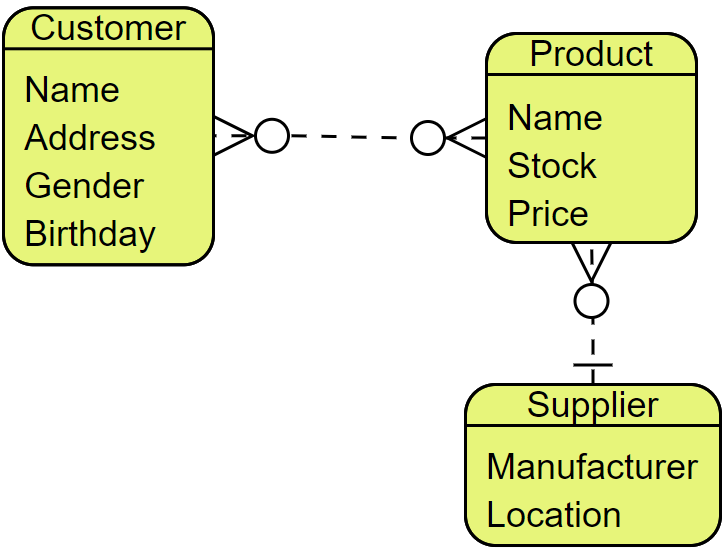 Customer
Name
Address
Gender
Birthday
Product
Name
Stock
Price
Supplier
Manufacturer
Location